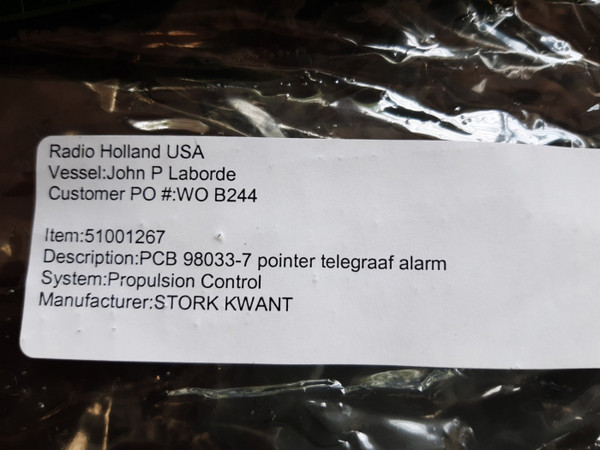 Radio Holland USA
Vessel:John P Laborde
Customer PO #:WO B244
Item:51001267
Description:PCB 98033-7 pointer telegraaf alarm
System:Propulsion Control
Manufacturer:STORK KWANT